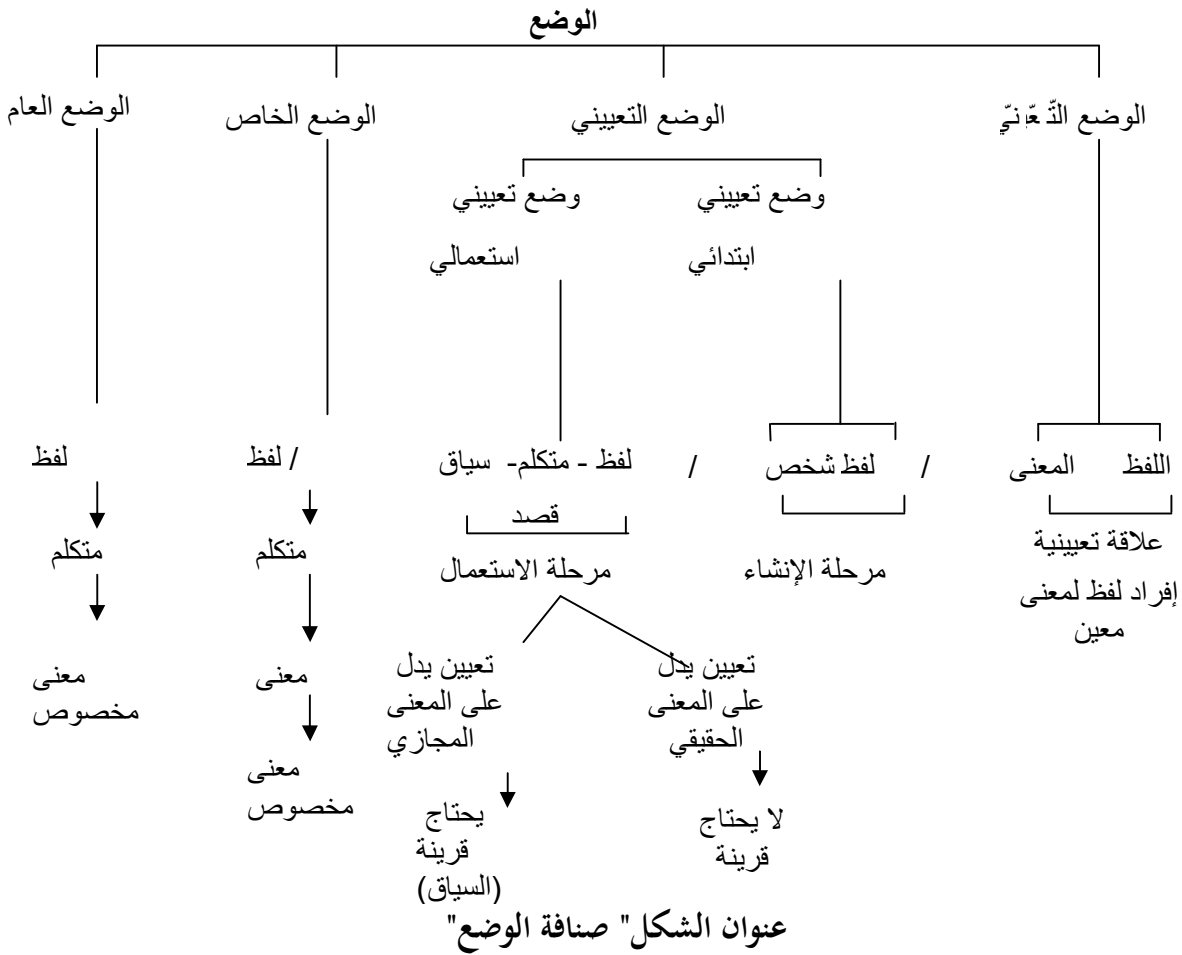 الوضع
الوضع التّعّينيّ
الوضع التعييني
الوضع الخاص
الوضع العام
وضع تعييني
ابتدائي
وضع تعييني
استعمالي
اللفظ المعنى
/
لفظ شخص
/
لفظ - متكلم- سياق
/ لفظ
لفظ
قصد
علاقة تعيينية
إفراد لفظ لمعنى
معين
مرحلة الإنشاء
مرحلة الاستعمال
متكلم
متكلم
تعيين يدل
على المعنى
الحقيقي
تعيين يدل
على المعنى
المجازي
معنى
معنى
مخصوص
معنى
مخصوص
لا يحتاج
قرينة
يحتاج
قرينة
(السياق)
عنوان الشكل" صنافة الوضع"